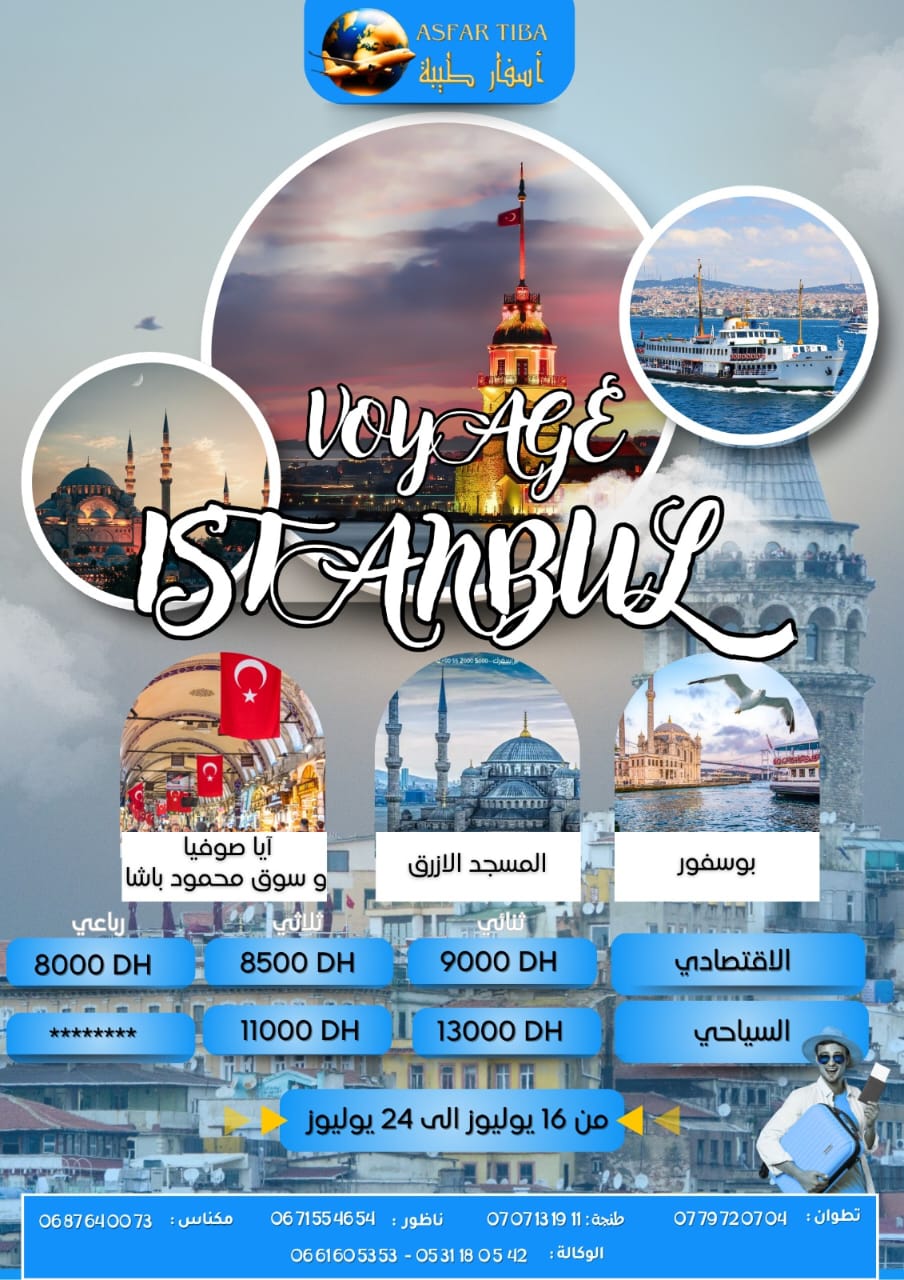 ASFAR TIBA
أسفار طيبة
VOYAGE
ISTANBUL
بوسفور
المسجد الازرق
آيا صوفيا
و سوق محمود باشا
ثنائي ثلاثي رباعي
الاقتصادي 9000 DH 8500 DH 8000 DH
السياحي 13000 DH 11000 DH ********
من 16 يوليوز الى 24 يوليوز
تطوان : 0779720704 طنجة : 0707131911 ناظور : 0671554654 مكناس : 0687640073
الوكالة : 0661605353 - 0531180542